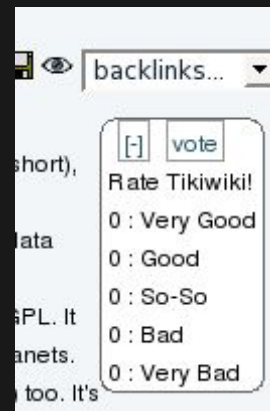 backlinks...
[-] vote
Rate Tikiwiki!
short),
0 : Very Good
lata
0 : Good
0 : So-So
GPL. It
0 : Bad
anets.
0 : Very Bad
) too. It's